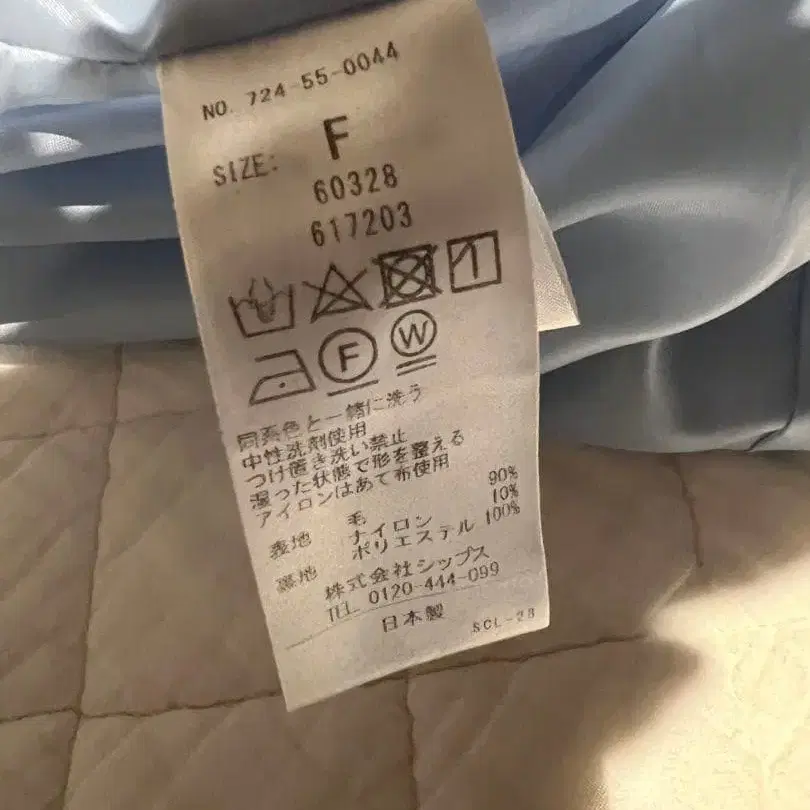 NO. 724-55-0044
SIZE: F
60328
617203
F W
同系色と一緒に洗う
中性洗剤使用
つけ置き洗い禁止
湿った状態で形を整える
アイロンはあて布使用
表地 毛 90%
ナイロン 10%
裏地 ポリエステル 100%
株式会社シップス
TEL 0120-444-099
日本製
SCL-28